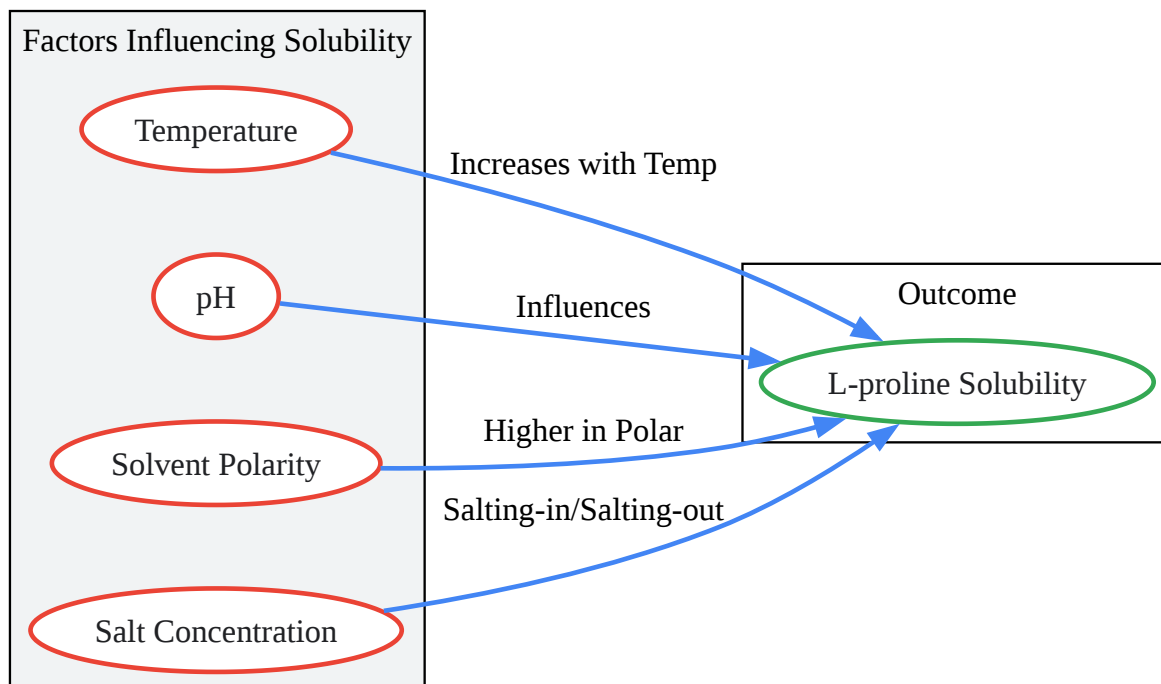 Factors Influencing Solubility
Temperature
Increases with Temp
pH
Influences
Outcome
L-proline Solubility
Solvent Polarity
Higher in Polar
Salting-in/Salting-out
Salt Concentration